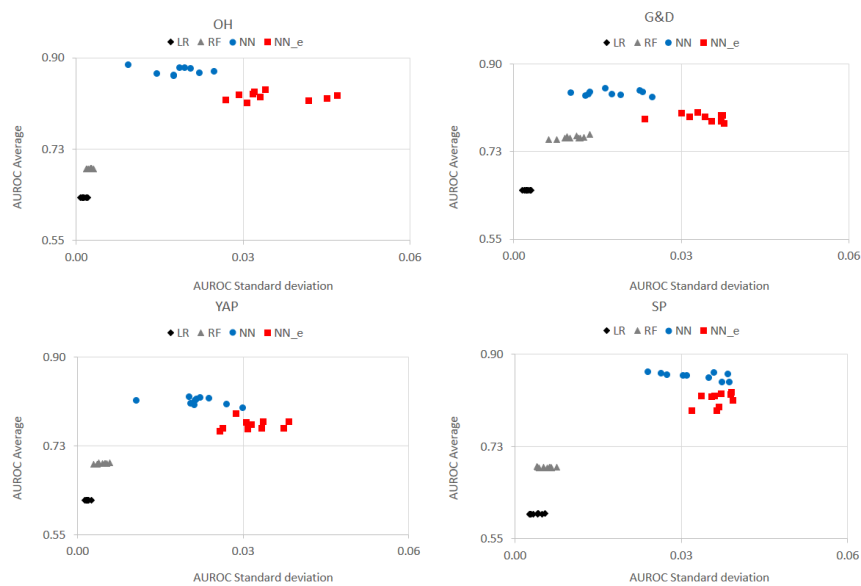 OH
LR RF NN NN_e
0.90
0.73
0.55
AUROC Average
0.00 0.03 0.06
AUROC Standard deviation
G&D
LR RF NN NN_e
0.90
0.73
0.55
AUROC Average
0.00 0.03 0.06
AUROC Standard deviation
YAP
LR RF NN NN_e
0.90
0.73
0.55
AUROC Average
0.00 0.03 0.06
AUROC Standard deviation
SP
LR RF NN NN_e
0.90
0.73
0.55
AUROC Average
0.00 0.03 0.06
AUROC Standard deviation